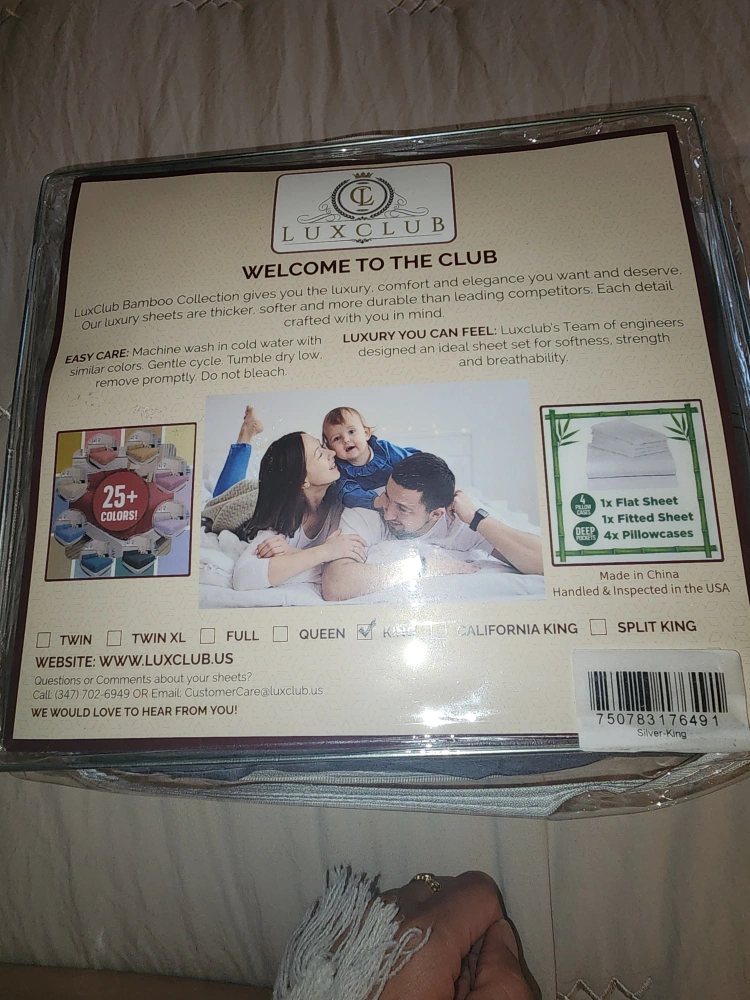 CL
LUXCLUB
WELCOME TO THE CLUB
LuxClub Bamboo Collection gives you the luxury, comfort and elegance you want and deserve.
Our luxury sheets are thicker, softer and more durable than leading competitors. Each detail
crafted with you in mind.
EASY CARE: Machine wash in cold water with
similar colors. Gentle cycle. Tumble dry low,
remove promptly. Do not bleach.
LUXURY YOU CAN FEEL: Luxclub's Team of engineers
designed an ideal sheet set for softness, strength
and breathability.
25+
COLORS!
4
PILLOW
CASES
DEEP
POCKETS
1x Flat Sheet
1x Fitted Sheet
4x Pillowcases
Made in China
Handled & Inspected in the USA
TWIN TWIN XL FULL QUEEN KING CALIFORNIA KING SPLIT KING
WEBSITE: WWW.LUXCLUB.US
Questions or Comments about your sheets?
Call: (347) 702-6949 OR Email: CustomerCare@luxclub.us
WE WOULD LOVE TO HEAR FROM YOU!
750783176491
Silver-King